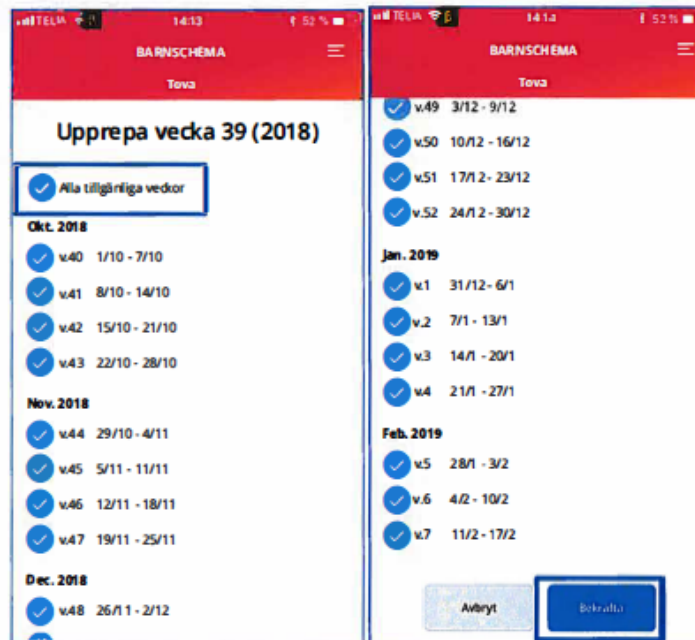 TELIA 14:13 52 %
BARNSCHEMA
Tova
Upprepa vecka 39 (2018)
Alla tillgänliga veckor
Okt. 2018
v.40 1/10 - 7/10
v.41 8/10 - 14/10
v.42 15/10 - 21/10
v.43 22/10 - 28/10
Nov. 2018
v.44 29/10 - 4/11
v.45 5/11 - 11/11
v.46 12/11 - 18/11
v.47 19/11 - 25/11
Dec. 2018
v.48 26/11 - 2/12
TELIA 14:14 52 %
BARNSCHEMA
Tova
v.49 3/12 - 9/12
v.50 10/12 - 16/12
v.51 17/12 - 23/12
v.52 24/12 - 30/12
Jan. 2019
v.1 31/12 - 6/1
v.2 7/1 - 13/1
v.3 14/1 - 20/1
v.4 21/1 - 27/1
Feb. 2019
v.5 28/1 - 3/2
v.6 4/2 - 10/2
v.7 11/2 - 17/2
Avbryt
Bekräfta